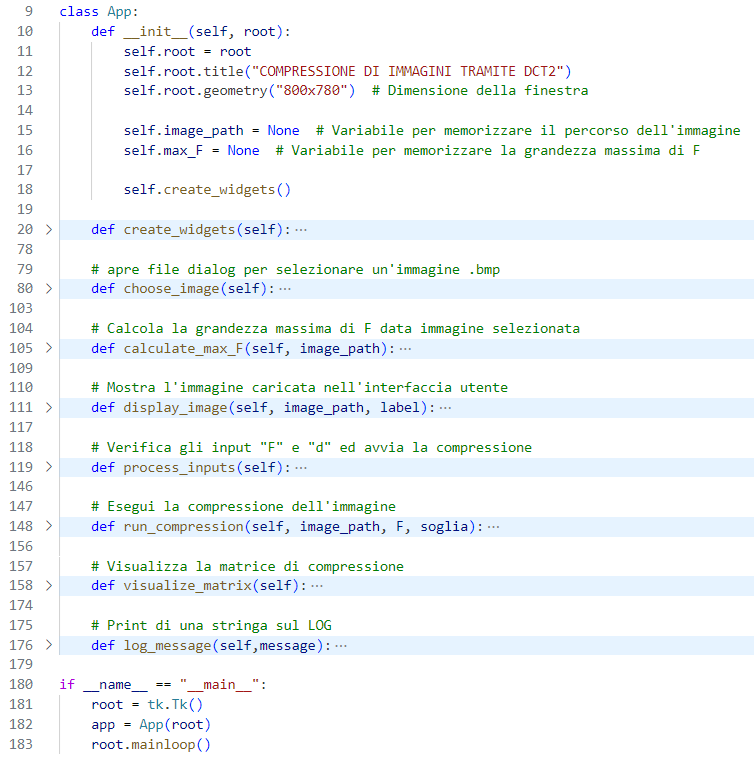 9 class App:
10 def __init__(self, root):
11 self.root = root
12 self.root.title("COMPRESSIONE DI IMMAGINI TRAMITE DCT2")
13 self.root.geometry("800x780")  # Dimensione della finestra
14
15 self.image_path = None  # Variabile per memorizzare il percorso dell'immagine
16 self.max_F = None  # Variabile per memorizzare la grandezza massima di F
17
18 self.create_widgets()
19
20 > def create_widgets(self): ···
78
79 # apre file dialog per selezionare un'immagine .bmp
80 > def choose_image(self): ···
103
104 # Calcola la grandezza massima di F data immagine selezionata
105 > def calculate_max_F(self, image_path): ···
109
110 # Mostra l'immagine caricata nell'interfaccia utente
111 > def display_image(self, image_path, label): ···
117
118 # Verifica gli input "F" e "d" ed avvia la compressione
119 > def process_inputs(self): ···
146
147 # Esegui la compressione dell'immagine
148 > def run_compression(self, image_path, F, soglia): ···
156
157 # Visualizza la matrice di compressione
158 > def visualize_matrix(self): ···
174
175 # Print di una stringa sul LOG
176 > def log_message(self,message): ···
179
180 if __name__ == "__main__":
181 root = tk.Tk()
182 app = App(root)
183 root.mainloop()